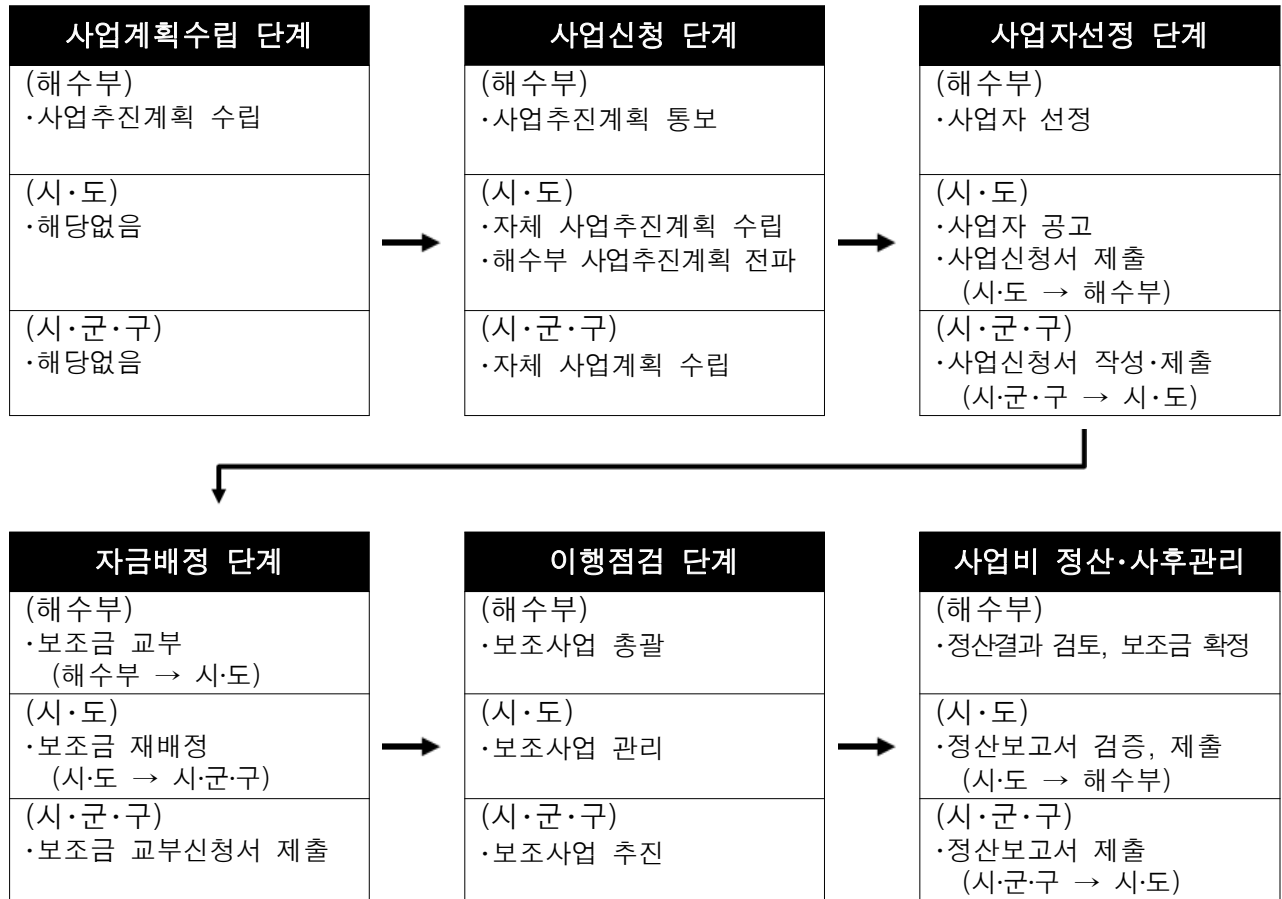 사업계획수립 단계
(해수부)
·사업추진계획 수립
(시·도)
·해당없음
(시·군·구)
·해당없음
사업신청 단계
(해수부)
·사업추진계획 통보
(시·도)
·자체 사업추진계획 수립
·해수부 사업추진계획 전파
(시·군·구)
·자체 사업계획 수립
사업자선정 단계
(해수부)
·사업자 선정
(시·도)
·사업자 공고
·사업신청서 제출
(시·도 → 해수부)
(시·군·구)
·사업신청서 작성·제출
(시·군·구 → 시·도)
자금배정 단계
(해수부)
·보조금 교부
(해수부 → 시·도)
(시·도)
·보조금 재배정
(시·도 → 시·군·구)
(시·군·구)
·보조금 교부신청서 제출
이행점검 단계
(해수부)
·보조사업 총괄
(시·도)
·보조사업 관리
(시·군·구)
·보조사업 추진
사업비 정산·사후관리
(해수부)
·정산결과 검토, 보조금 확정
(시·도)
·정산보고서 검증, 제출
(시·도 → 해수부)
(시·군·구)
·정산보고서 제출
(시·군·구 → 시·도)